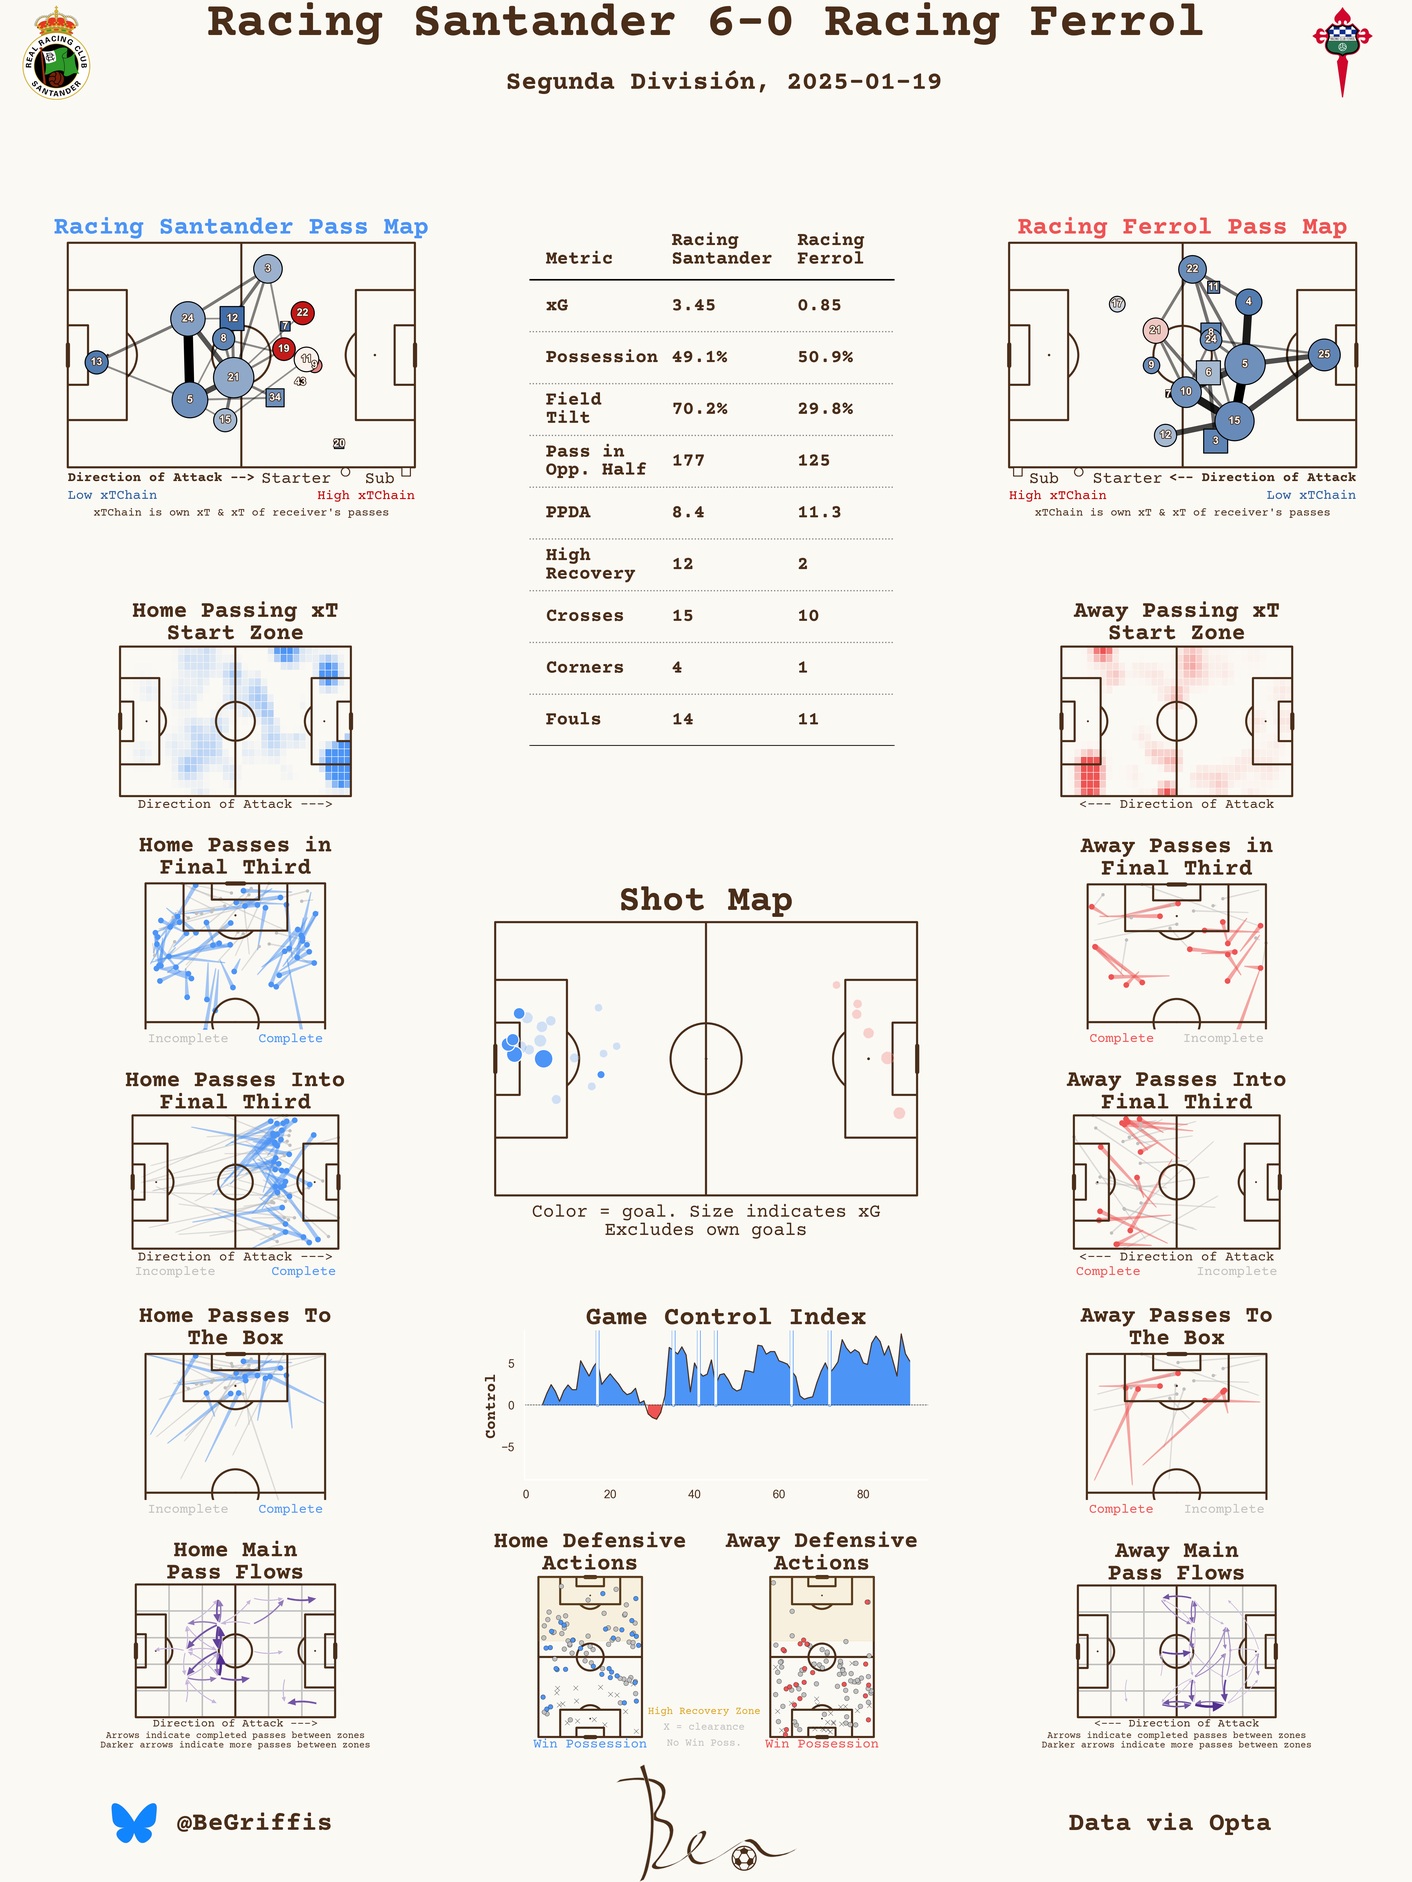 Racing Santander 6-0 Racing Ferrol
Segunda División, 2025-01-19
REAL RACING CLUB
SANTANDER
Racing Santander Pass Map
3
24
12
22
7
8
19
13
11
9
21
43
5
34
15
20
Direction of Attack --> Starter Sub
Low xTChain High xTChain
xTChain is own xT & xT of receiver's passes
Metric Racing Santander Racing Ferrol
xG 3.45 0.85
Possession 49.1% 50.9%
Field Tilt 70.2% 29.8%
Pass in Opp. Half 177 125
PPDA 8.4 11.3
High Recovery 12 2
Crosses 15 10
Corners 4 1
Fouls 14 11
Racing Ferrol Pass Map
22
11
17
4
21
8
24
25
9
6
5
7
10
15
12
3
Sub Starter <-- Direction of Attack
High xTChain Low xTChain
xTChain is own xT & xT of receiver's passes
Home Passing xT
Start Zone
Direction of Attack --->
Away Passing xT
Start Zone
<--- Direction of Attack
Home Passes in
Final Third
Incomplete Complete
Shot Map
Color = goal. Size indicates xG
Excludes own goals
Away Passes in
Final Third
Complete Incomplete
Home Passes Into
Final Third
Direction of Attack --->
Incomplete Complete
Away Passes Into
Final Third
<--- Direction of Attack
Complete Incomplete
Home Passes To
The Box
Incomplete Complete
Game Control Index
Control
5
0
−5
0 20 40 60 80
Away Passes To
The Box
Complete Incomplete
Home Main
Pass Flows
Direction of Attack --->
Arrows indicate completed passes between zones
Darker arrows indicate more passes between zones
Home Defensive
Actions
Win Possession
High Recovery Zone
X = clearance
No Win Poss.
Away Defensive
Actions
Win Possession
Away Main
Pass Flows
<--- Direction of Attack
Arrows indicate completed passes between zones
Darker arrows indicate more passes between zones
@BeGriffis
Ben
Data via Opta